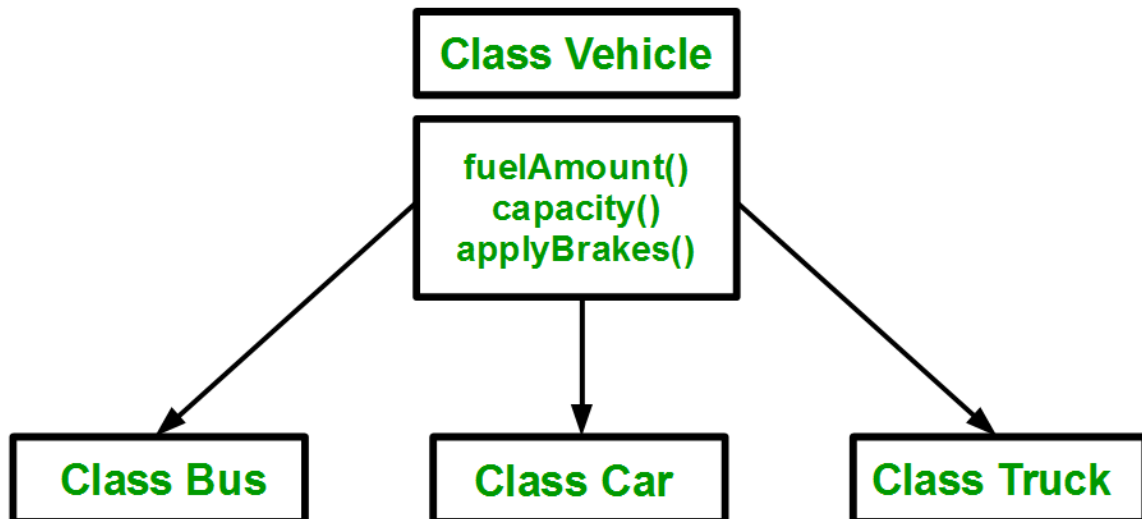 Class Vehicle
fuelAmount()
capacity()
applyBrakes()
Class Bus
Class Car
Class Truck